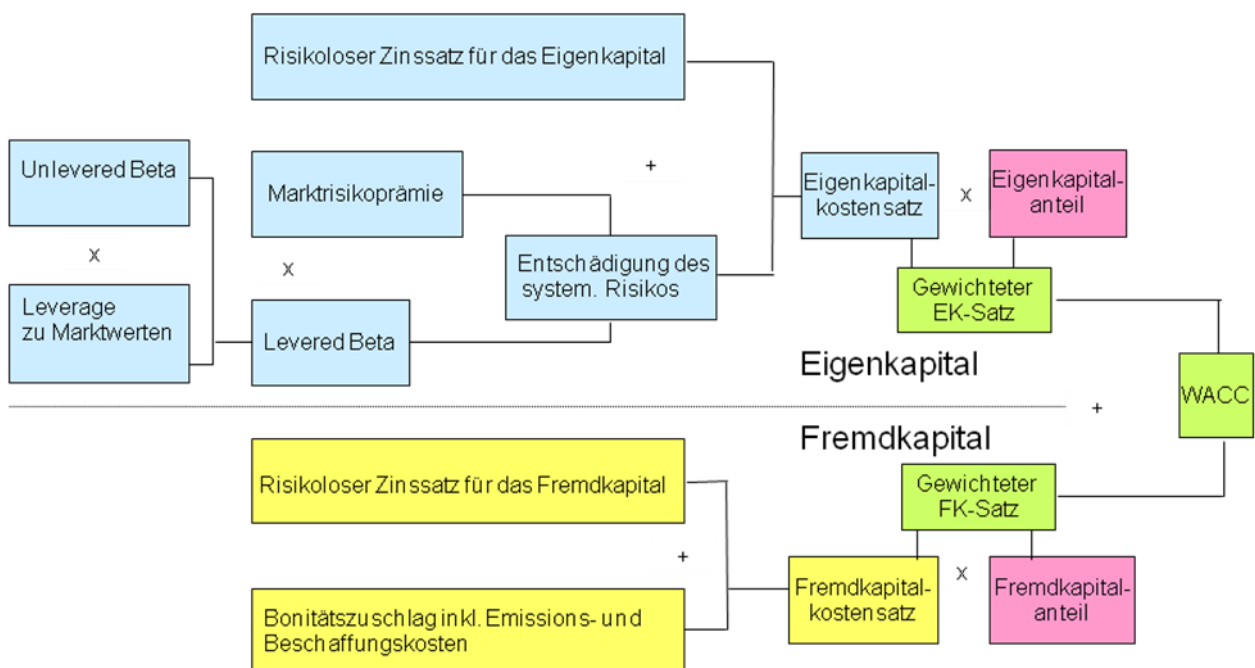 Risikoloser Zinssatz für das Eigenkapital
+
Unlevered Beta
x
Leverage
zu Marktwerten
Marktrisikoprämie
x
Levered Beta
Entschädigung des
system. Risikos
Eigenkapital-
kostensatz
x
Eigenkapital-
anteil
Gewichteter
EK-Satz
Eigenkapital
WACC
+
Fremdkapital
Risikoloser Zinssatz für das Fremdkapital
+
Bonitätszuschlag inkl. Emissions- und
Beschaffungskosten
Gewichteter
FK-Satz
Fremdkapital-
kostensatz
x
Fremdkapital-
anteil